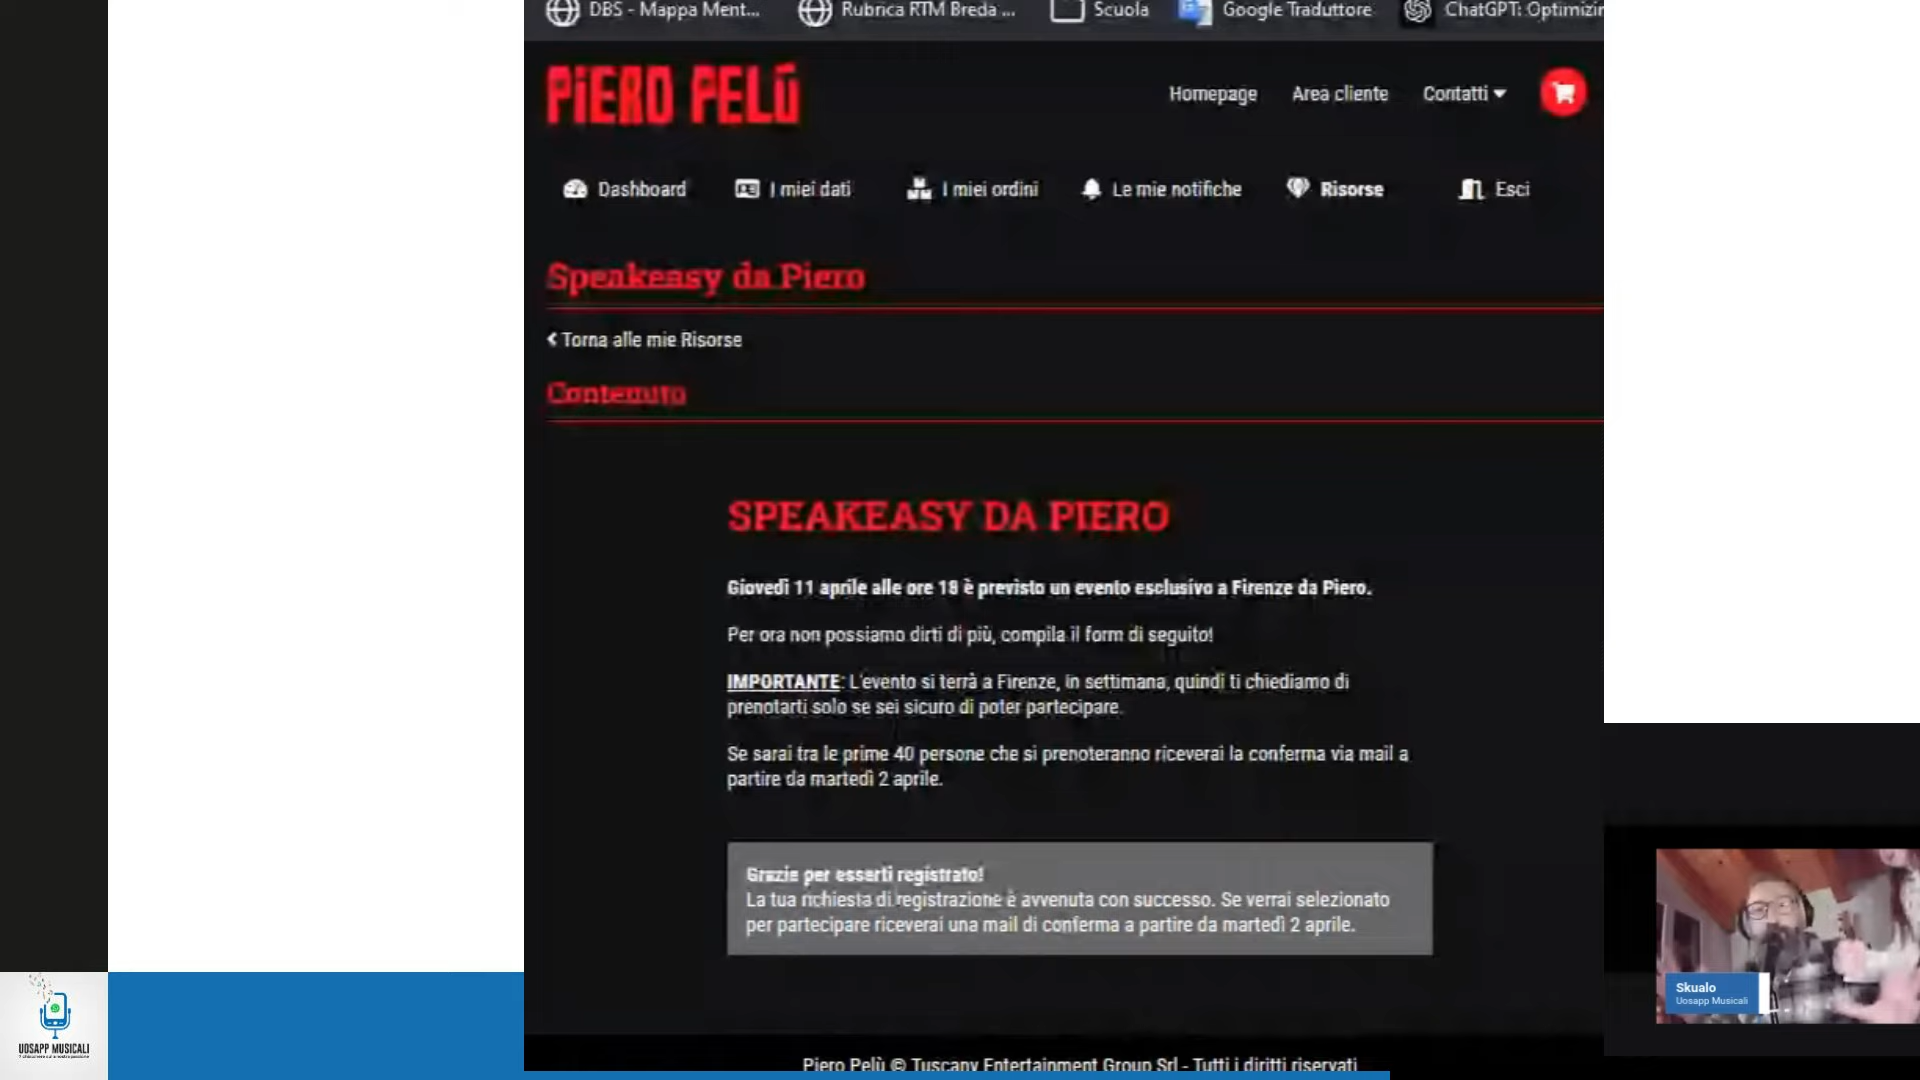 DBS - Mappa Ment...
Rubrica RTM Breda ...
Scuola
Google Traduttore
ChatGPT: Optimizin
PiERO PELÚ
Homepage
Area cliente
Contatti
Dashboard
I miei dati
I miei ordini
Le mie notifiche
Risorse
Esci
Speakeasy da Piero
Torna alle mie Risorse
Contenuto
SPEAKEASY DA PIERO
Giovedì 11 aprile alle ore 18 è previsto un evento esclusivo a Firenze da Piero.
Per ora non possiamo dirti di più, compila il form di seguito!
IMPORTANTE: L'evento si terrà a Firenze, in settimana, quindi ti chiediamo di
prenotarti solo se sei sicuro di poter partecipare.
Se sarai tra le prime 40 persone che si prenoteranno riceverai la conferma via mail a
partire da martedì 2 aprile.
Grazie per esserti registrato!
La tua richiesta di registrazione è avvenuta con successo. Se verrai selezionato
per partecipare riceverai una mail di conferma a partire da martedì 2 aprile.
Piero Pelù © Tuscany Entertainment Group Srl - Tutti i diritti riservati
Skualo
Uosapp Musicali
UOSAPP MUSICALI